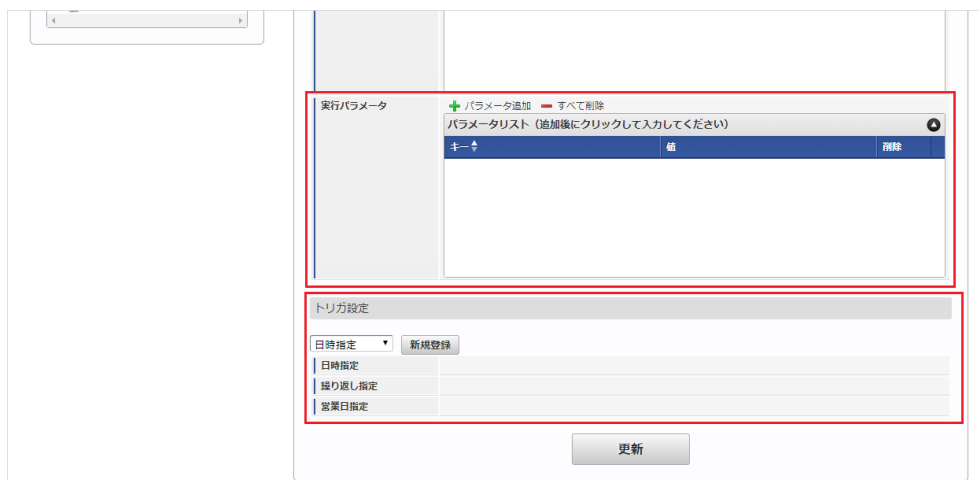 実行パラメータ
パラメータ追加 すべて削除
パラメータリスト（追加後にクリックして入力してください）
キー 値 削除
トリガ設定
日時指定 新規登録
日時指定
繰り返し指定
営業日指定
更新